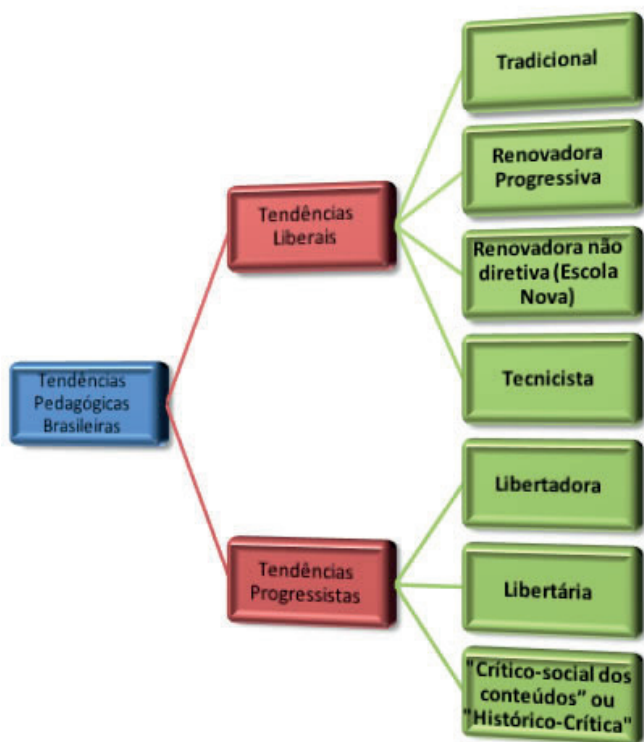 Tendências
Pedagógicas
Brasileiras
Tendências
Liberais
Tradicional
Renovadora
Progressiva
Renovadora não
diretiva (Escola
Nova)
Tecnicista
Tendências
Progressistas
Libertadora
Libertária
"Crítico-social dos
conteúdos” ou
"Histórico-Crítica"